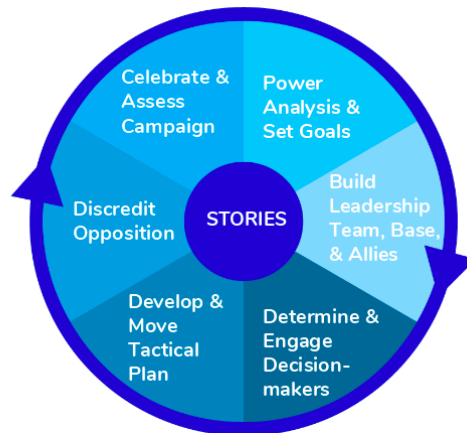 Celebrate &
Assess
Campaign
Power
Analysis &
Set Goals
Build
Leadership
Team, Base,
& Allies
Determine &
Engage
Decision-
makers
Develop &
Move
Tactical
Plan
Discredit
Opposition
STORIES